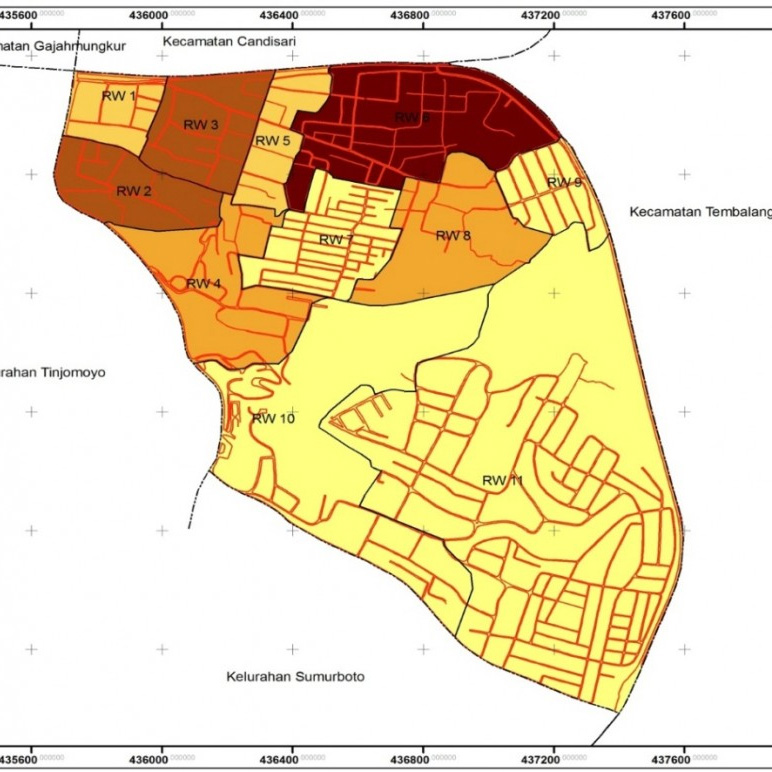 435600 000000 436000 000000 436400 000000 436800 000000 437200 000000 437600 000000
matan Gajahmungkur
Kecamatan Candisari
RW 1
RW 3
RW 6
RW 5
RW 2
RW 9
Kecamatan Tembalang
RW 7
RW 8
RW 4
urahan Tinjomoyo
RW 10
RW 11
Kelurahan Sumurboto
435600 000000 436000 000000 436400 000000 436800 000000 437200 000000 437600 000000